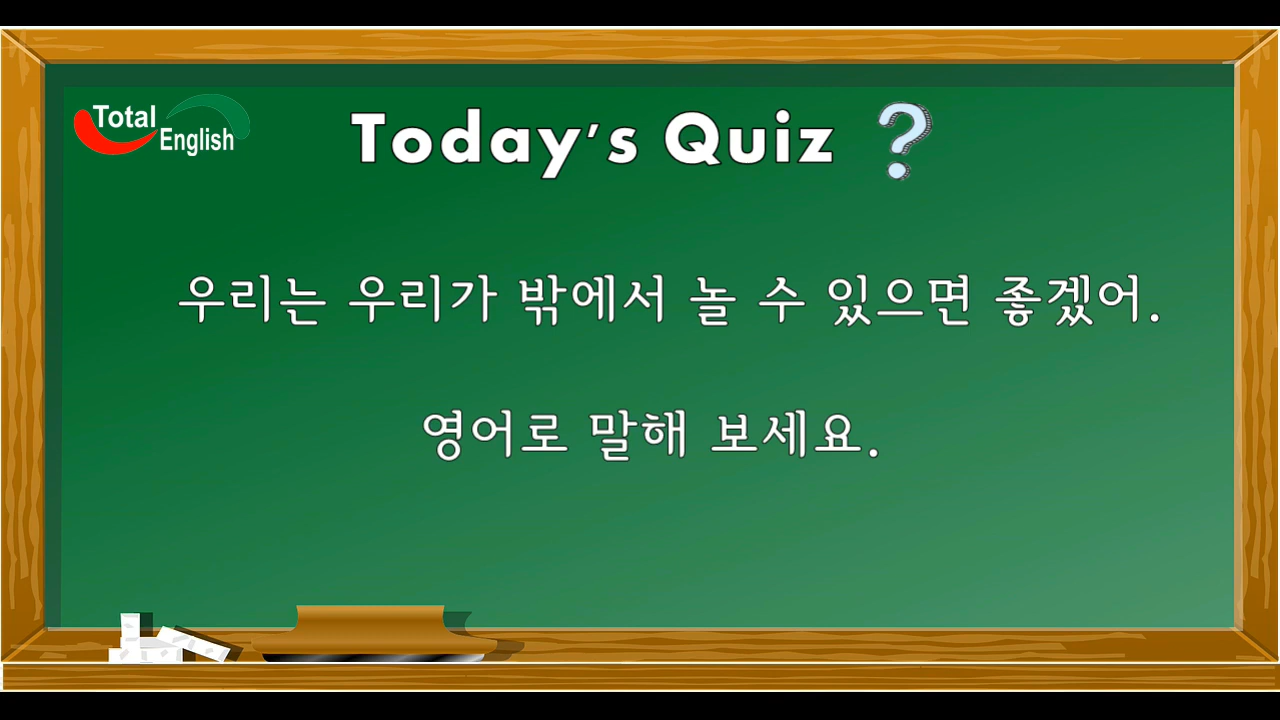 Total
English
Today's Quiz ?
우리는 우리가 밖에서 놀 수 있으면 좋겠어.
영어로 말해 보세요.